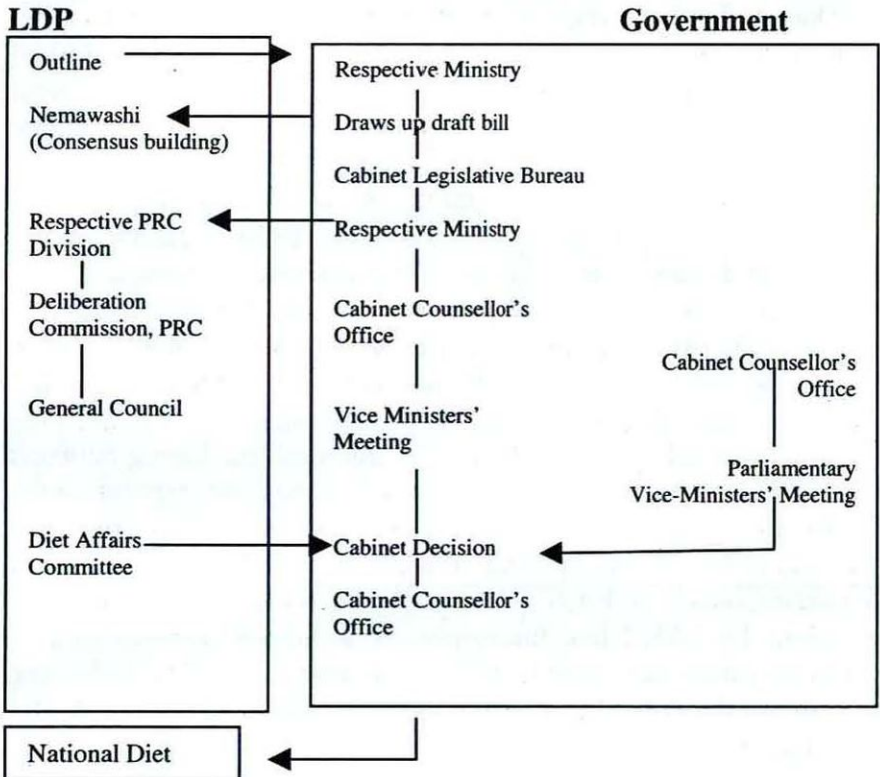 LDP
Government
Outline
Nemawashi
(Consensus building)
Respective PRC
Division
Deliberation
Commission, PRC
General Council
Diet Affairs
Committee
Respective Ministry
Draws up draft bill
Cabinet Legislative Bureau
Respective Ministry
Cabinet Counsellor's
Office
Vice Ministers'
Meeting
Cabinet Decision
Cabinet Counsellor's
Office
Cabinet Counsellor's
Office
Parliamentary
Vice-Ministers' Meeting
National Diet